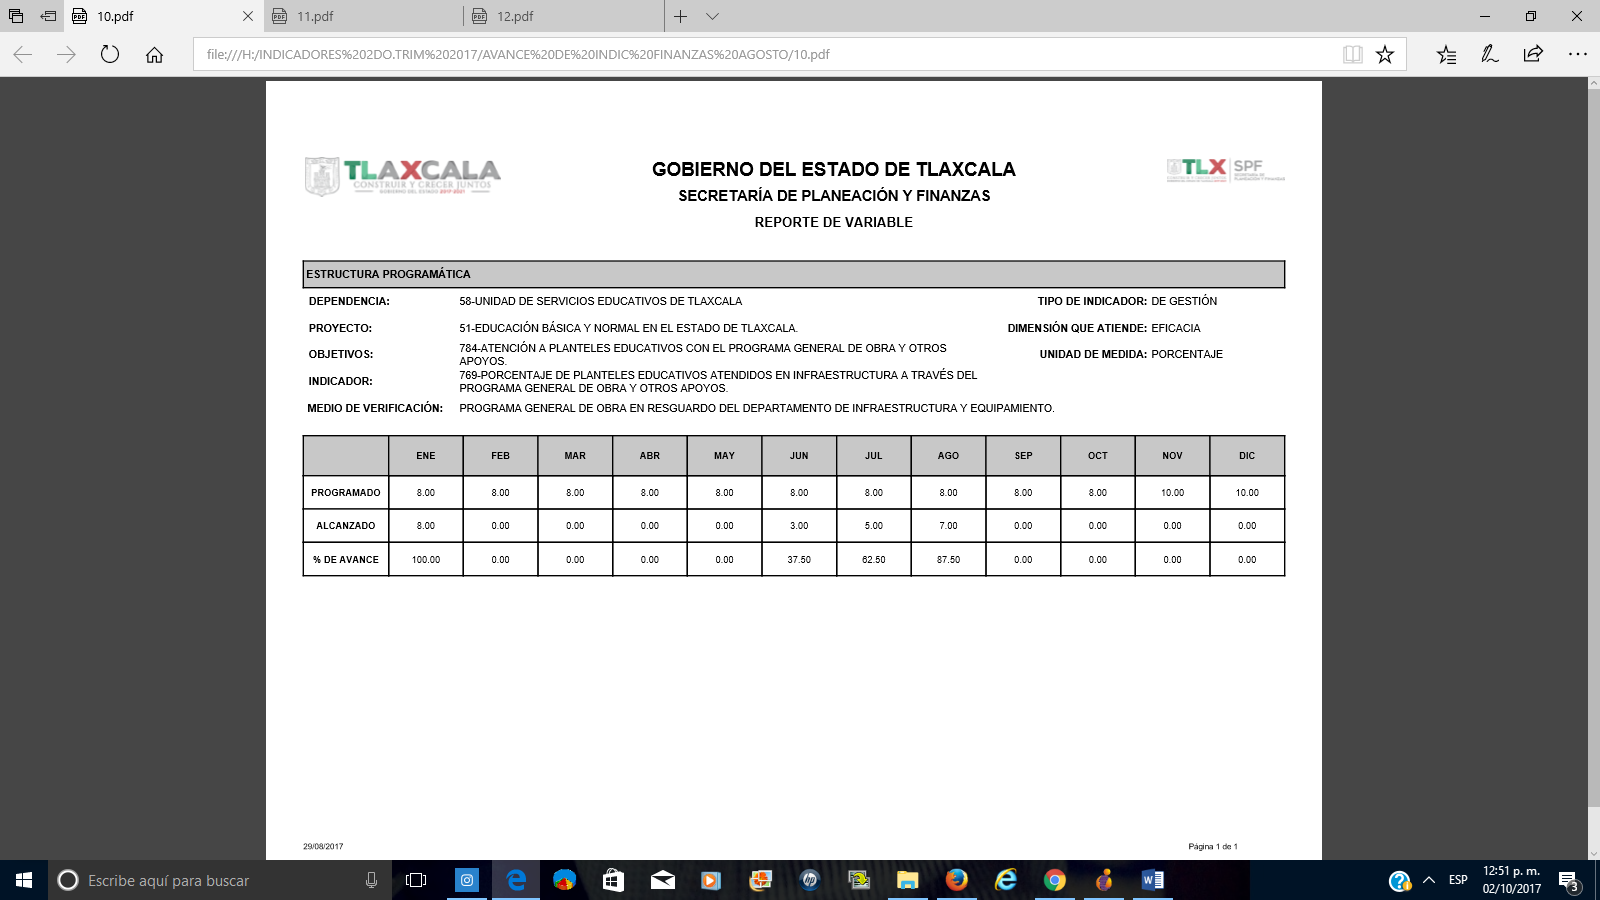 10.pdf
11.pdf
12.pdf
file:///H:/INDICADORES%202DO.TRIM%202017/AVANCE%20DE%20INDIC%20FINANZAS%20AGOSTO/10.pdf
TLAXCALA
CONSTRUIR Y CRECER JUNTOS
GOBIERNO DEL ESTADO 2017-2021
GOBIERNO DEL ESTADO DE TLAXCALA
SECRETARÍA DE PLANEACIÓN Y FINANZAS
REPORTE DE VARIABLE
TLX SPF
ESTRUCTURA PROGRAMÁTICA
DEPENDENCIA: 58-UNIDAD DE SERVICIOS EDUCATIVOS DE TLAXCALA TIPO DE INDICADOR: DE GESTIÓN
PROYECTO: 51-EDUCACIÓN BÁSICA Y NORMAL EN EL ESTADO DE TLAXCALA. DIMENSIÓN QUE ATIENDE: EFICACIA
OBJETIVOS: 784-ATENCIÓN A PLANTELES EDUCATIVOS CON EL PROGRAMA GENERAL DE OBRA Y OTROS
APOYOS. UNIDAD DE MEDIDA: PORCENTAJE
INDICADOR: 769-PORCENTAJE DE PLANTELES EDUCATIVOS ATENDIDOS EN INFRAESTRUCTURA A TRAVÉS DEL
PROGRAMA GENERAL DE OBRA Y OTROS APOYOS.
MEDIO DE VERIFICACIÓN: PROGRAMA GENERAL DE OBRA EN RESGUARDO DEL DEPARTAMENTO DE INFRAESTRUCTURA Y EQUIPAMIENTO.
ENE FEB MAR ABR MAY JUN JUL AGO SEP OCT NOV DIC
PROGRAMADO 8.00 8.00 8.00 8.00 8.00 8.00 8.00 8.00 8.00 8.00 10.00 10.00
ALCANZADO 8.00 0.00 0.00 0.00 0.00 3.00 5.00 7.00 0.00 0.00 0.00 0.00
% DE AVANCE 100.00 0.00 0.00 0.00 0.00 37.50 62.50 87.50 0.00 0.00 0.00 0.00
29/08/2017 Página 1 de 1
Escribe aquí para buscar
ESP
12:51 p. m.
02/10/2017
3